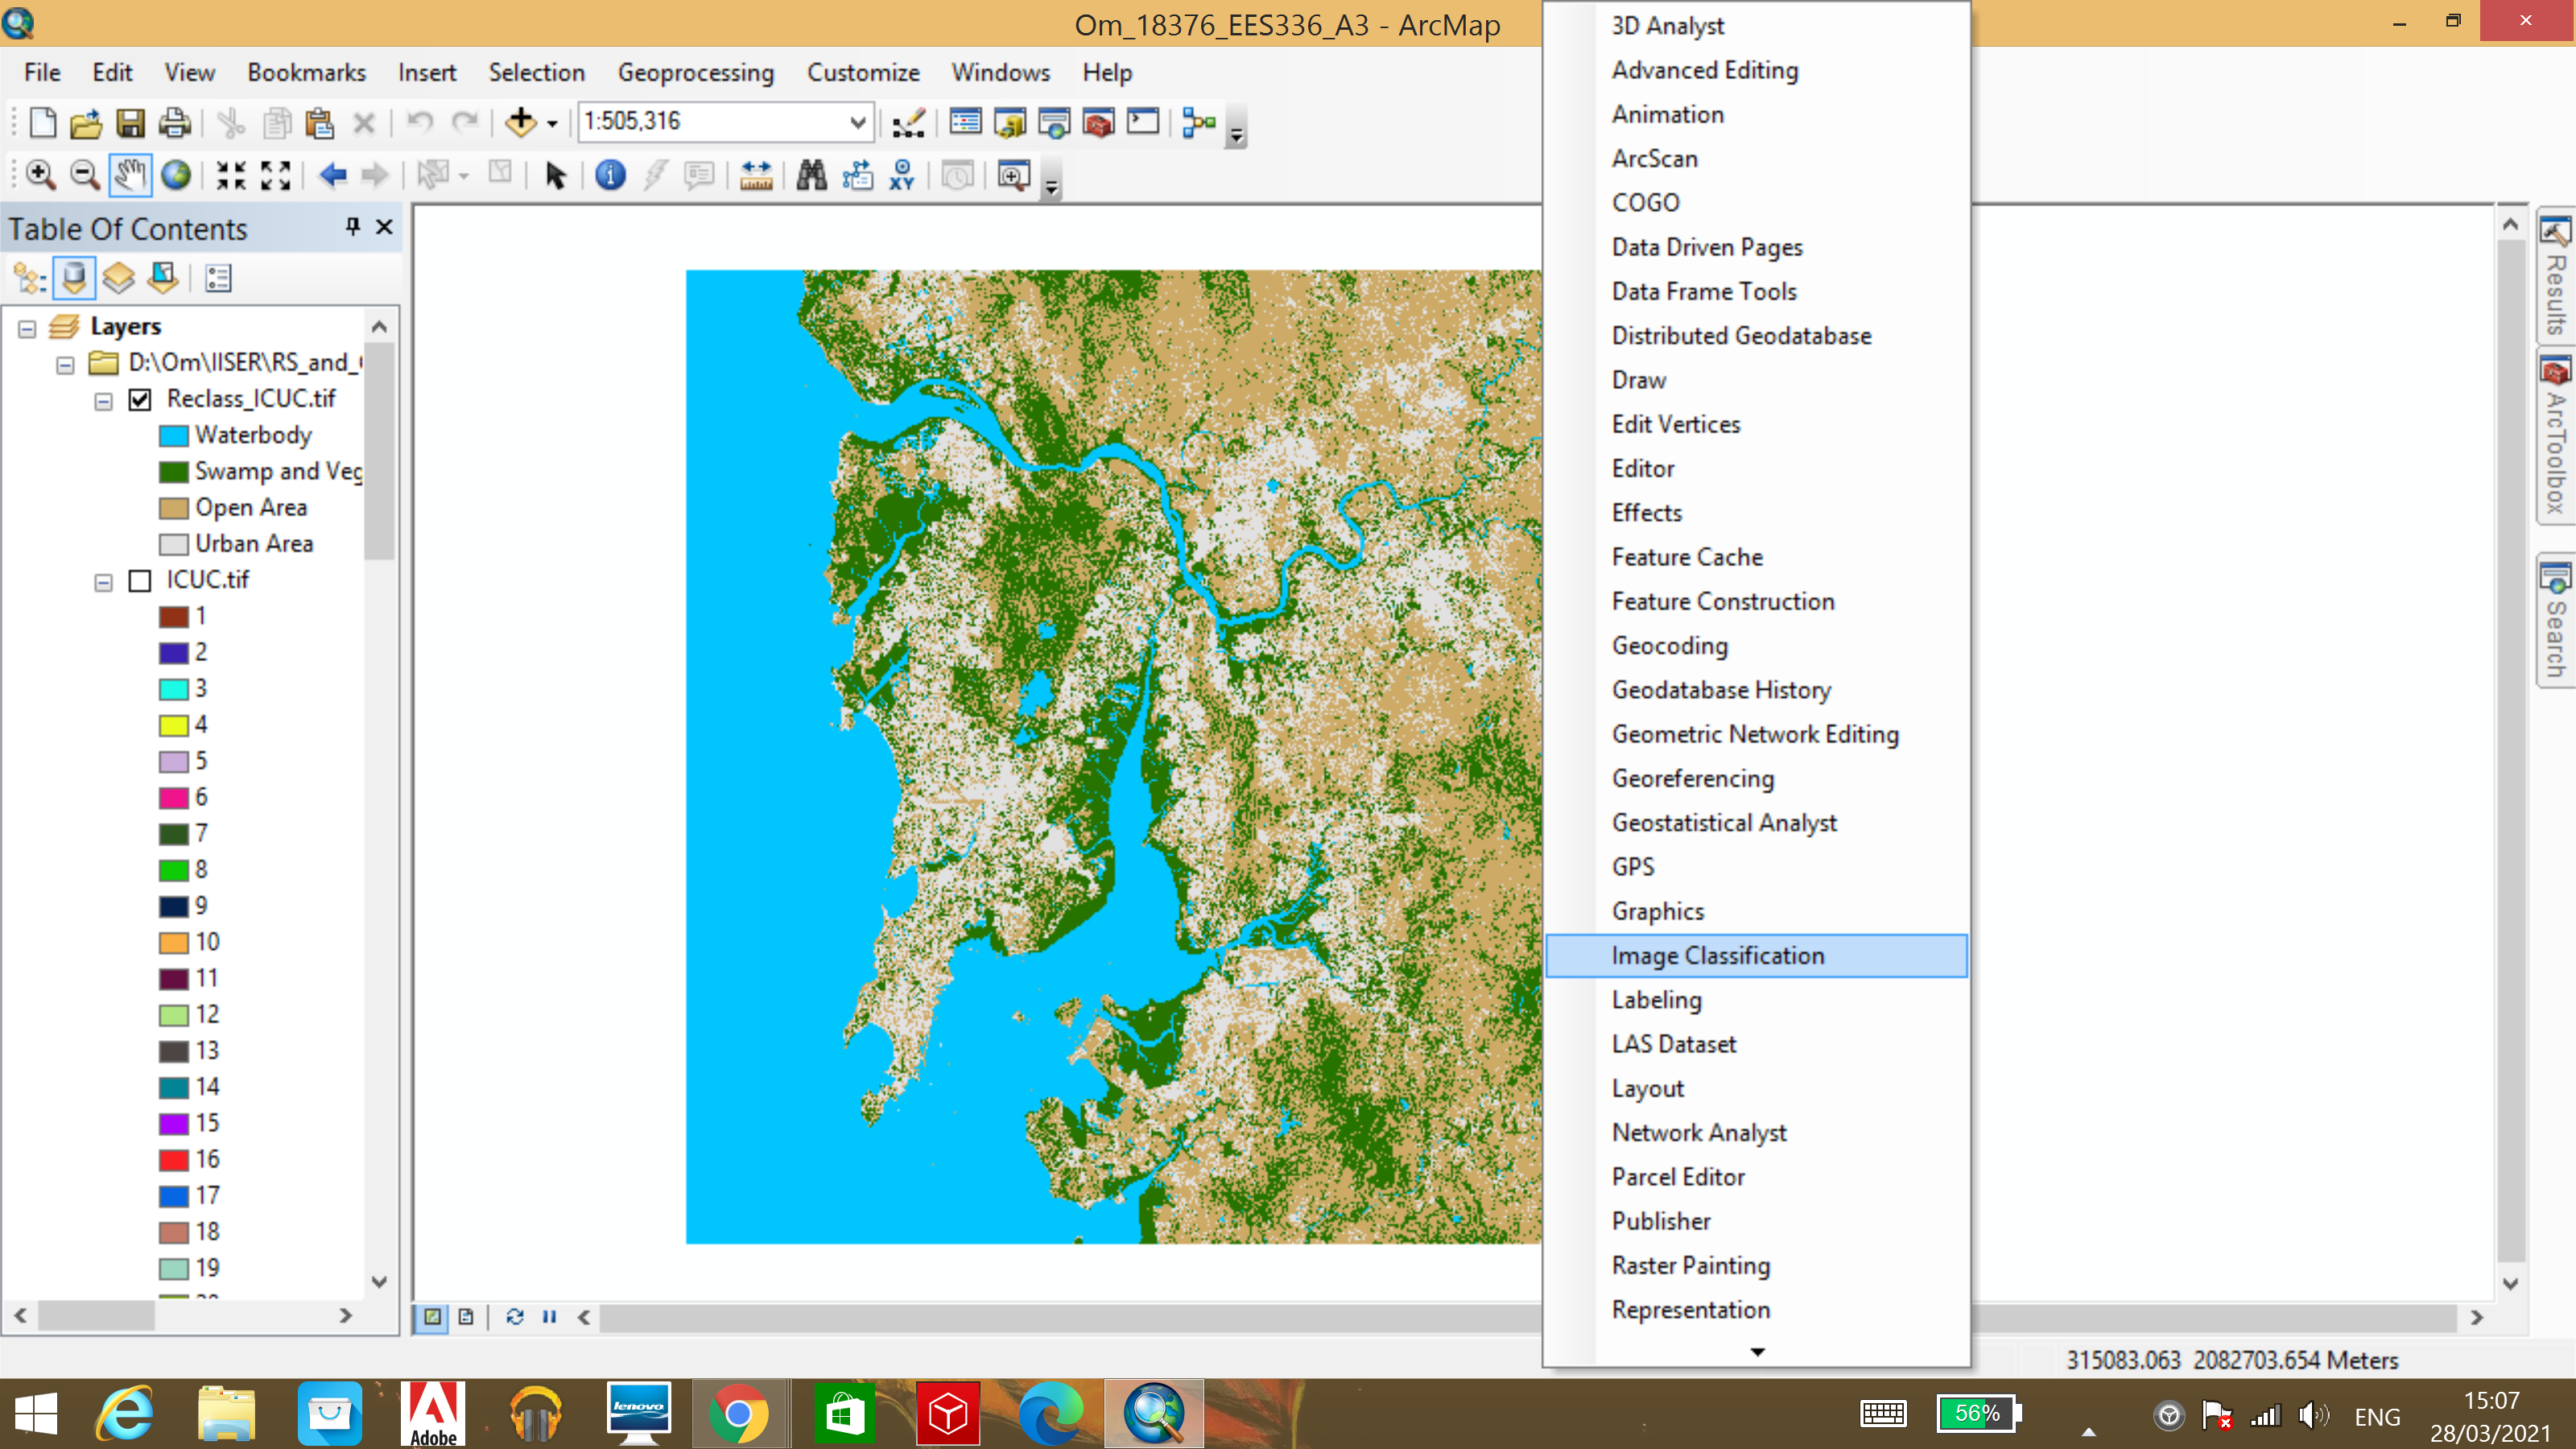 Om_18376_EES336_A3 - ArcMap
File Edit View Bookmarks Insert Selection Geoprocessing Customize Windows Help
1:505,316
XY
Table Of Contents
Layers
D:\Om\IISER\RS_and_
Reclass_ICUC.tif
Waterbody
Swamp and Veg
Open Area
Urban Area
ICUC.tif
1
2
3
4
5
6
7
8
9
10
11
12
13
14
15
16
17
18
19
3D Analyst
Advanced Editing
Animation
ArcScan
COGO
Data Driven Pages
Data Frame Tools
Distributed Geodatabase
Draw
Edit Vertices
Editor
Effects
Feature Cache
Feature Construction
Geocoding
Geodatabase History
Geometric Network Editing
Georeferencing
Geostatistical Analyst
GPS
Graphics
Image Classification
Labeling
LAS Dataset
Layout
Network Analyst
Parcel Editor
Publisher
Raster Painting
Representation
Results
ArcToolbox
Search
315083.063 2082703.654 Meters
Adobe
lenovo
56%
ENG
15:07
28/03/2021